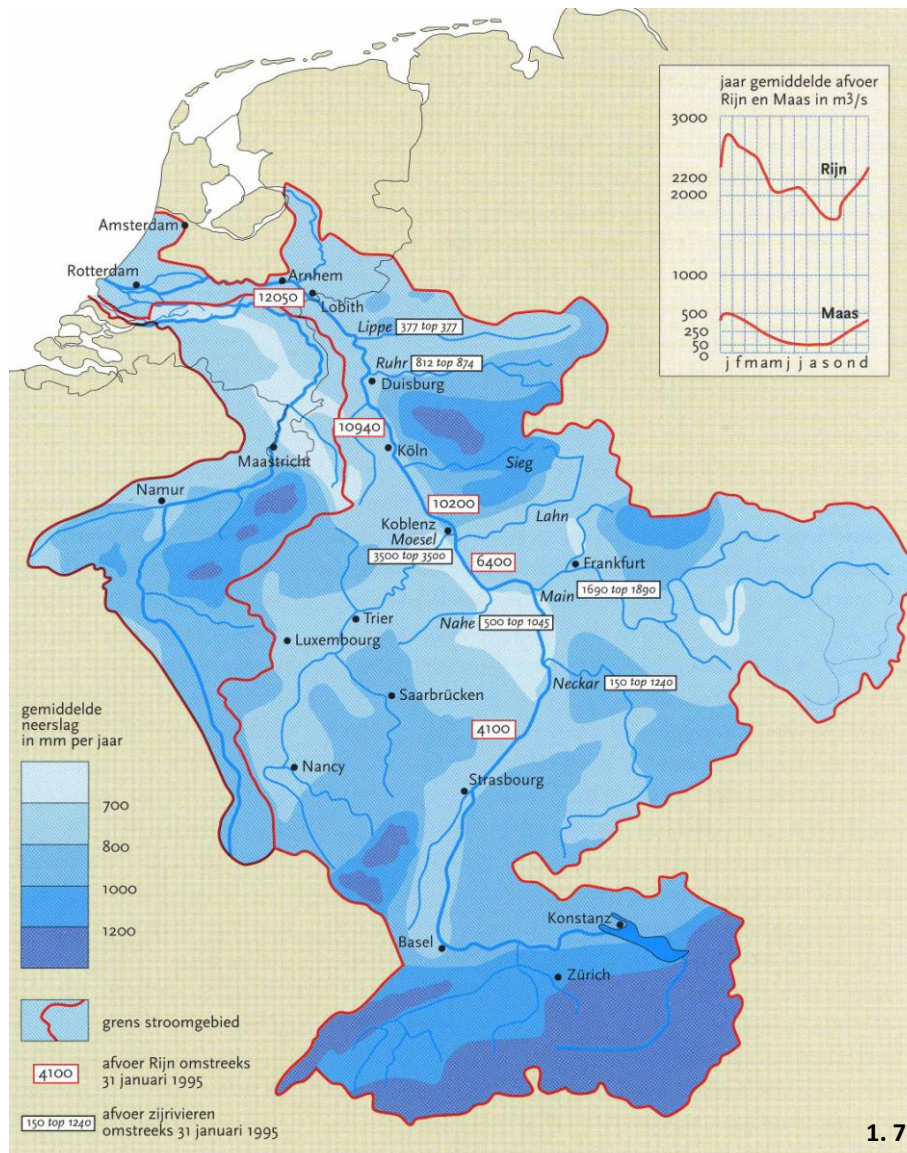 jaar gemiddelde afvoer
Rijn en Maas in m3/s
3000
2200
2000
1000
500
250
50
0
Rijn
Maas
j f m a m j j a s o n d
Amsterdam
Rotterdam
Arnhem
12050
Lobith
Lippe 377 top 377
Ruhr 812 top 874
Duisburg
10940
Köln
Maastricht
Sieg
Namur
10200
Lahn
Koblenz
Moesel
3500 top 3500
6400
Frankfurt
Main 1690 top 1890
Trier
Nahe 500 top 1045
Luxembourg
Neckar 150 top 1240
Saarbrücken
4100
Nancy
Strasbourg
Konstanz
Basel
Zürich
gemiddelde
neerslag
in mm per jaar
700
800
1000
1200
grens stroomgebied
4100 afvoer Rijn omstreeks
31 januari 1995
150 top 1240 afvoer zijrivieren
omstreeks 31 januari 1995
1. 7